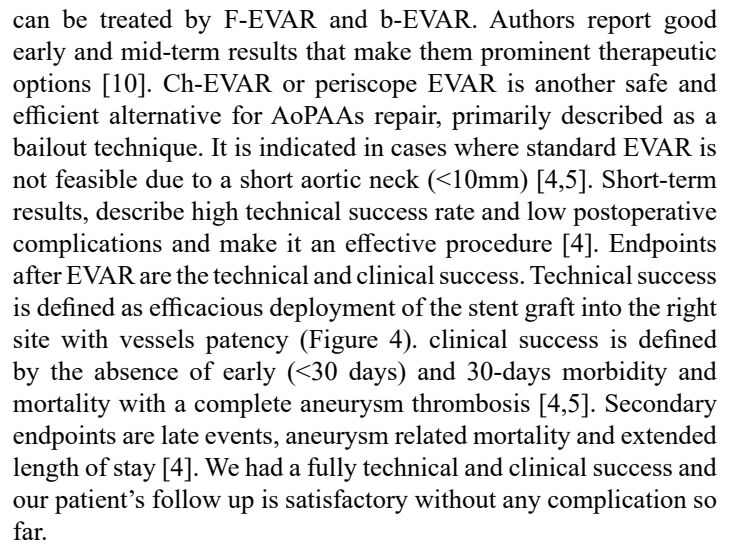 can be treated by F-EVAR and b-EVAR. Authors report good
early and mid-term results that make them prominent therapeutic
options [10]. Ch-EVAR or periscope EVAR is another safe and
efficient alternative for AoPAAs repair, primarily described as a
bailout technique. It is indicated in cases where standard EVAR is
not feasible due to a short aortic neck (<10mm) [4,5]. Short-term
results, describe high technical success rate and low postoperative
complications and make it an effective procedure [4]. Endpoints
after EVAR are the technical and clinical success. Technical success
is defined as efficacious deployment of the stent graft into the right
site with vessels patency (Figure 4). clinical success is defined
by the absence of early (<30 days) and 30-days morbidity and
mortality with a complete aneurysm thrombosis [4,5]. Secondary
endpoints are late events, aneurysm related mortality and extended
length of stay [4]. We had a fully technical and clinical success and
our patient’s follow up is satisfactory without any complication so
far.